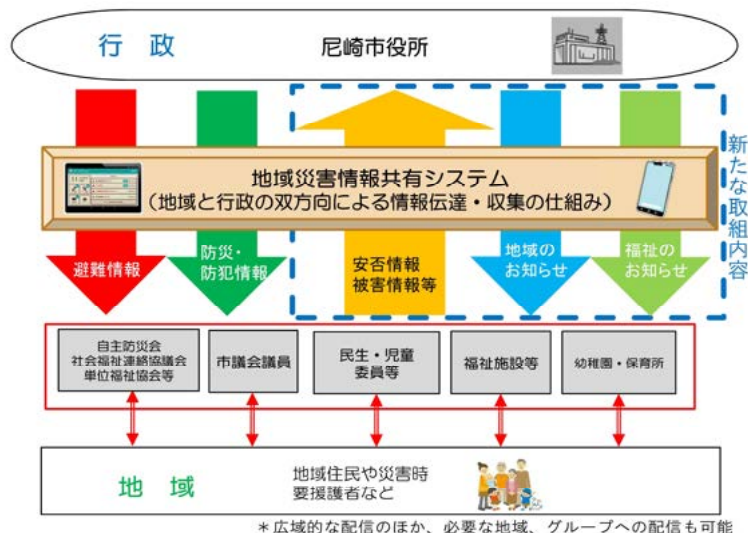 行 政
尼崎市役所
新たな取組内容
地域災害情報共有システム
（地域と行政の双方向による情報伝達・収集の仕組み）
避難情報
防災・
防犯情報
安否情報
被害情報等
地域の
お知らせ
福祉の
お知らせ
自主防災会
社会福祉連絡協議会
単位福祉協会等
市議会議員
民生・児童
委員等
福祉施設等
幼稚園・保育所
地 域
地域住民や災害時
要援護者など
＊広域的な配信のほか、必要な地域、グループへの配信も可能